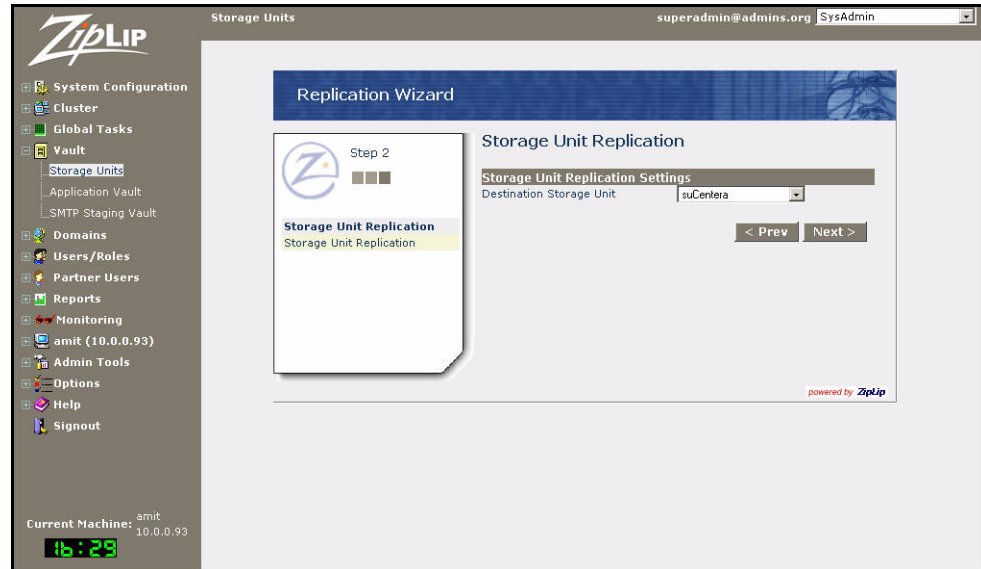 ZipLip
Storage Units
superadmin@admins.org
SysAdmin
System Configuration
Cluster
Global Tasks
Vault
Storage Units
Application Vault
SMTP Staging Vault
Domains
Users/Roles
Partner Users
Reports
Monitoring
amit (10.0.0.93)
Admin Tools
Options
Help
Signout
Current Machine: amit
10.0.0.93
16:29
Replication Wizard
Step 2
Storage Unit Replication
Storage Unit Replication
Storage Unit Replication
Storage Unit Replication Settings
Destination Storage Unit suCentera
< Prev Next >
powered by ZipLip